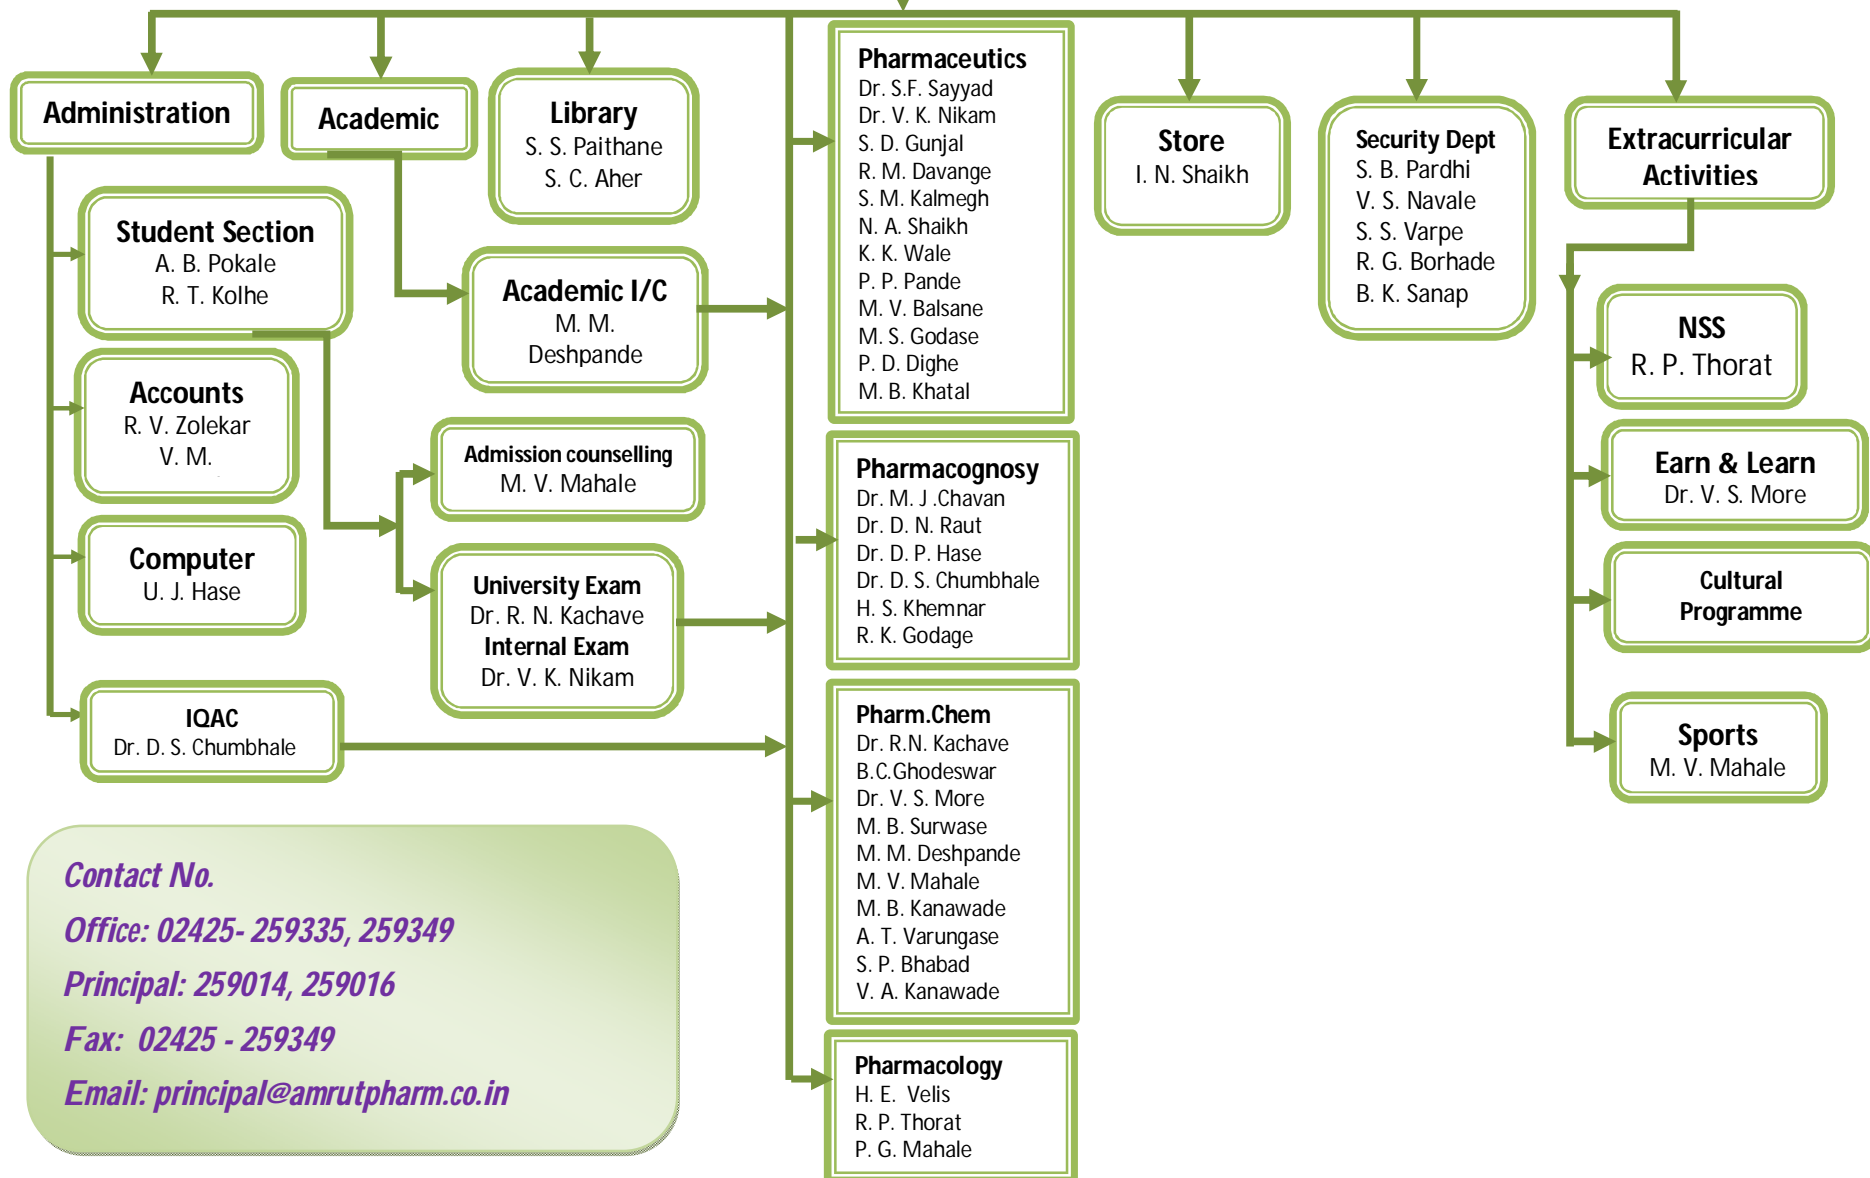 Administration
Academic
Library
S. S. Paithane
S. C. Aher
Student Section
A. B. Pokale
R. T. Kolhe
Accounts
R. V. Zolekar
V. M.
Computer
U. J. Hase
IQAC
Dr. D. S. Chumbhale
Academic I/C
M. M.
Deshpande
Admission counselling
M. V. Mahale
University Exam
Dr. R. N. Kachave
Internal Exam
Dr. V. K. Nikam
Pharmaceutics
Dr. S.F. Sayyad
Dr. V. K. Nikam
S. D. Gunjal
R. M. Davange
S. M. Kalmegh
N. A. Shaikh
K. K. Wale
P. P. Pande
M. V. Balsane
M. S. Godase
P. D. Dighe
M. B. Khatal
Pharmacognosy
Dr. M. J .Chavan
Dr. D. N. Raut
Dr. D. P. Hase
Dr. D. S. Chumbhale
H. S. Khemnar
R. K. Godage
Pharm.Chem
Dr. R.N. Kachave
B.C.Ghodeswar
Dr. V. S. More
M. B. Surwase
M. M. Deshpande
M. V. Mahale
M. B. Kanawade
A. T. Varungase
S. P. Bhabad
V. A. Kanawade
Pharmacology
H. E.  Velis
R. P. Thorat
P. G. Mahale
Store
I. N. Shaikh
Security Dept
S. B. Pardhi
V. S. Navale
S. S. Varpe
R. G. Borhade
B. K. Sanap
Extracurricular
Activities
NSS
R. P. Thorat
Earn & Learn
Dr. V. S. More
Cultural
Programme
Sports
M. V. Mahale
Contact No.
Office: 02425- 259335, 259349
Principal: 259014, 259016
Fax:  02425 - 259349
Email: principal@amrutpharm.co.in